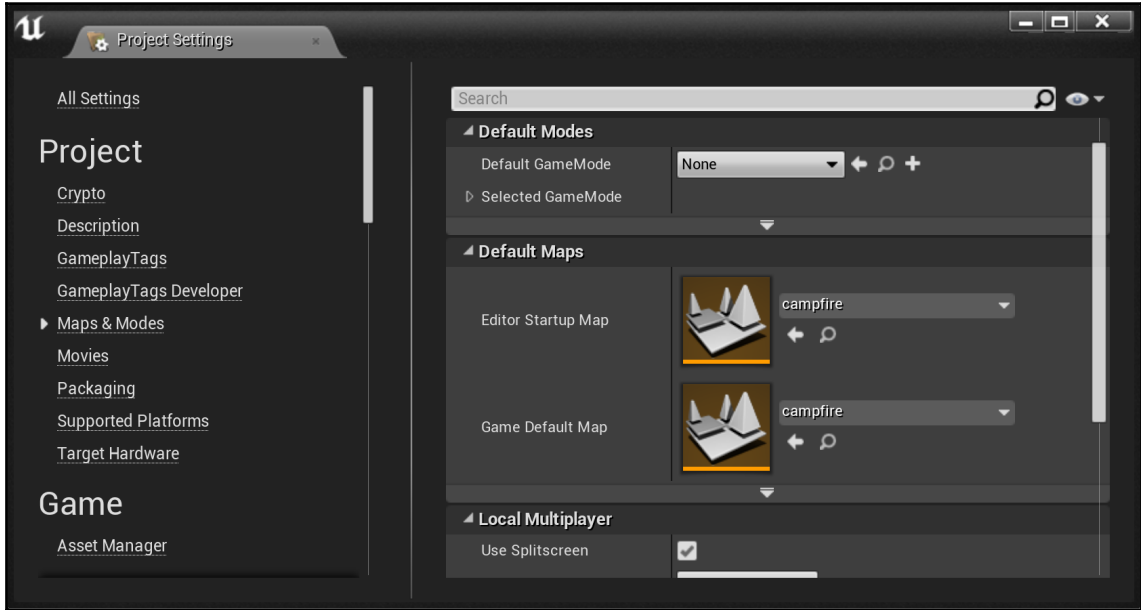 Project Settings
All Settings
Project
Crypto
Description
GameplayTags
GameplayTags Developer
Maps & Modes
Movies
Packaging
Supported Platforms
Target Hardware
Game
Asset Manager
Search
Default Modes
Default GameMode
None
Selected GameMode
Default Maps
Editor Startup Map
campfire
Game Default Map
campfire
Local Multiplayer
Use Splitscreen